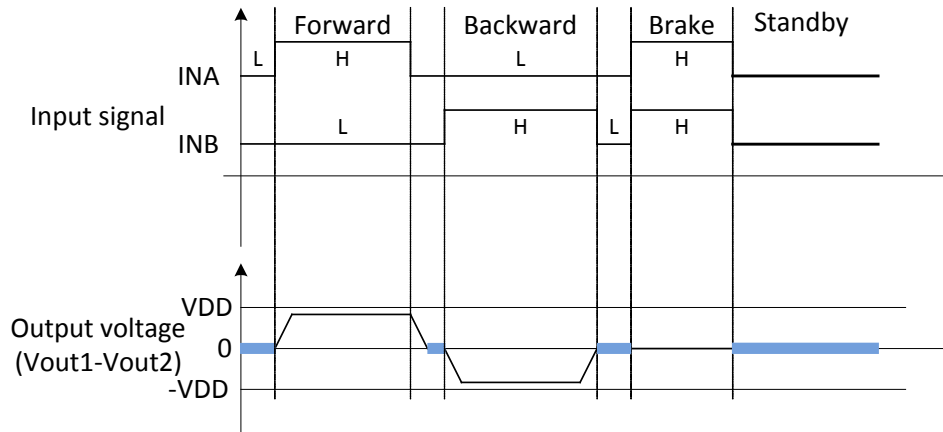 Forward Backward Brake Standby
L H L H
INA
Input signal
L H L H
INB
VDD
Output voltage
(Vout1-Vout2)
0
-VDD